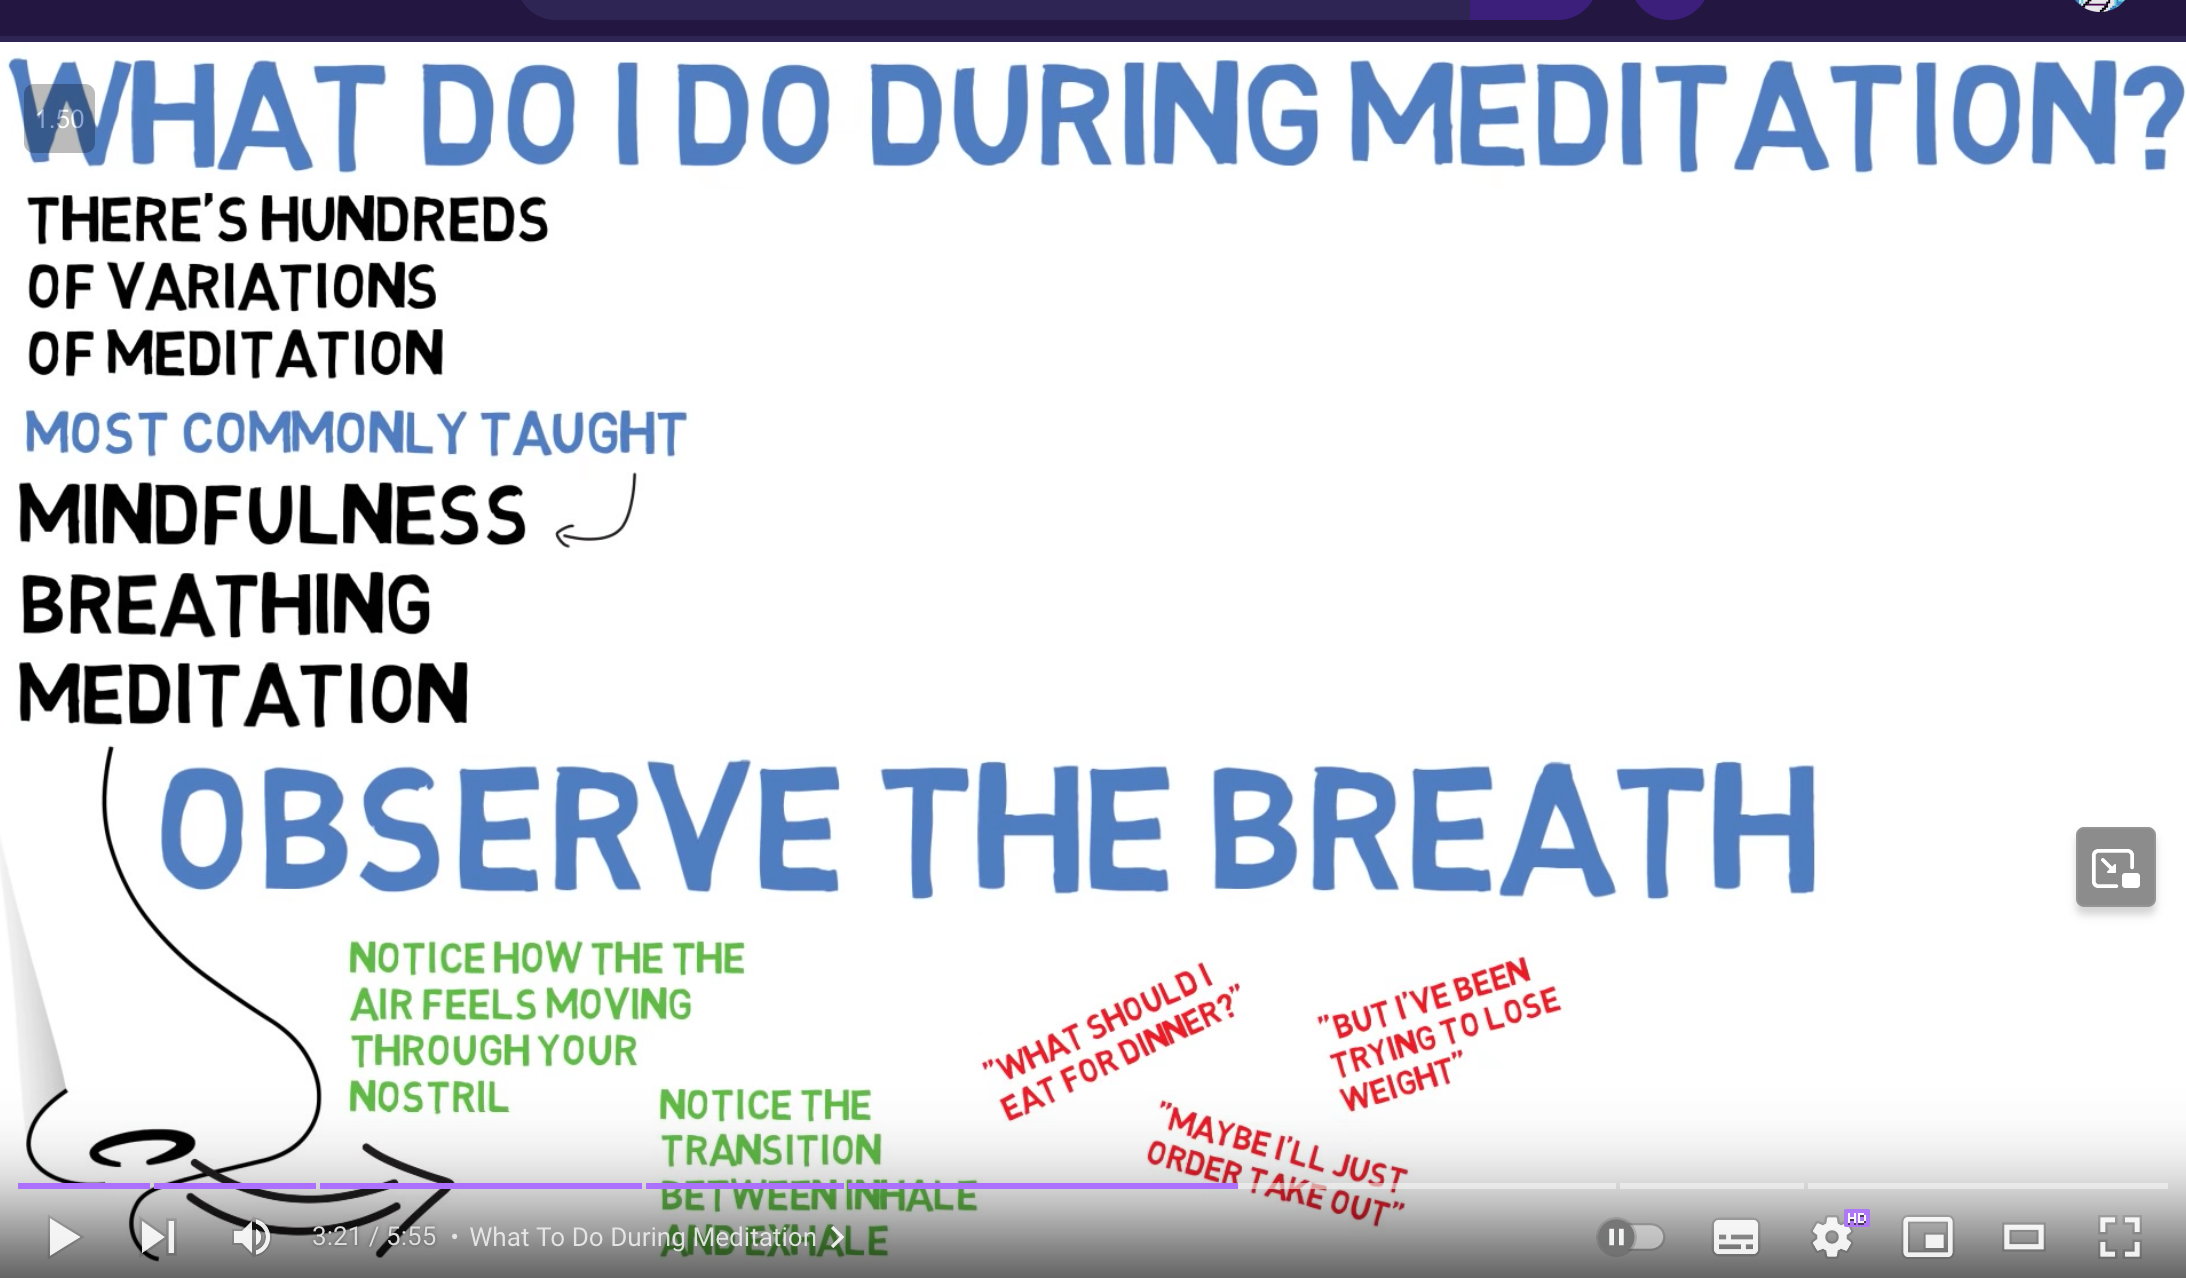 WHAT DO I DO DURING MEDITATION?
1.50
THERE'S HUNDREDS
OF VARIATIONS
OF MEDITATION
MOST COMMONLY TAUGHT
MINDFULNESS
BREATHING
MEDITATION
OBSERVE THE BREATH
NOTICE HOW THE THE
AIR FEELS MOVING
THROUGH YOUR
NOSTRIL
NOTICE THE
TRANSITION
BETWEEN INHALE
AND EXHALE
"WHAT SHOULD I
EAT FOR DINNER?"
"BUT I'VE BEEN
TRYING TO LOSE
WEIGHT"
"MAYBE I'LL JUST
ORDER TAKE OUT"
3:21 / 5:55 • What To Do During Meditation
HD